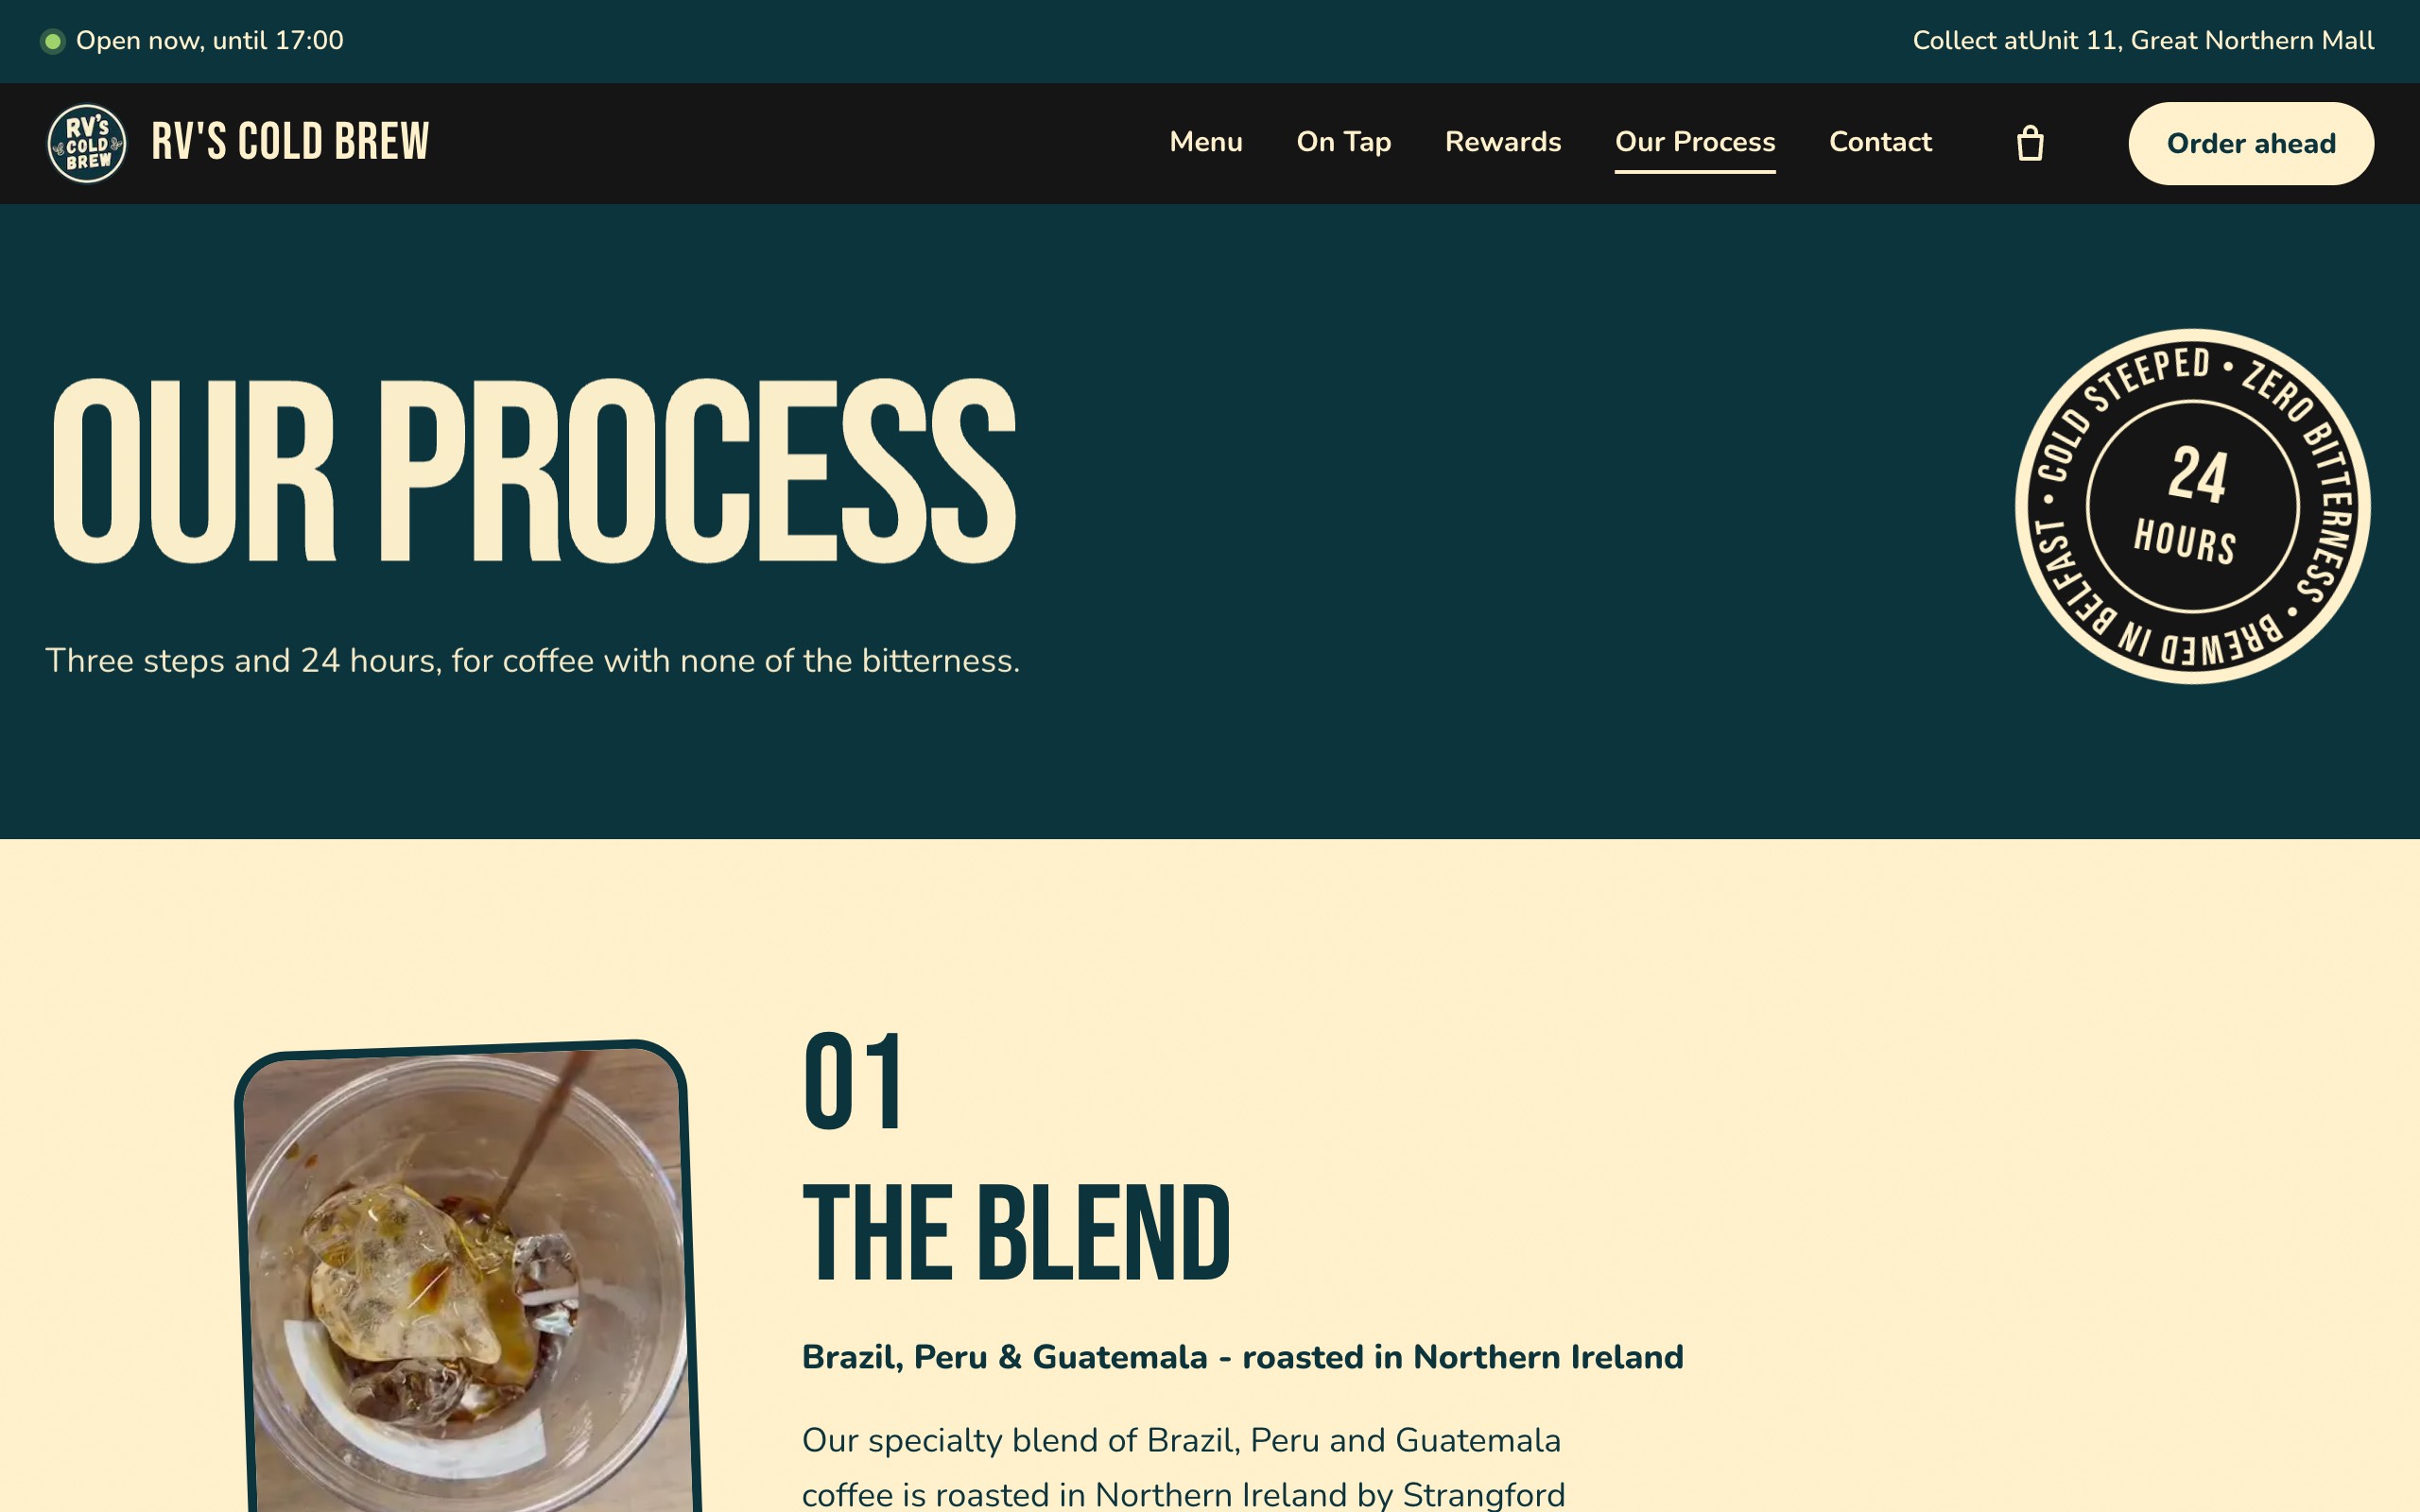 Open now, until 17:00
Collect atUnit 11, Great Northern Mall
RV's
COLD
BREW
RV'S COLD BREW
Menu
On Tap
Rewards
Our Process
Contact
Order ahead
OUR PROCESS
Three steps and 24 hours, for coffee with none of the bitterness.
• COLD STEEPED • ZERO BITTERNESS • BREWED IN BELFAST
24
HOURS
01
THE BLEND
Brazil, Peru & Guatemala - roasted in Northern Ireland
Our specialty blend of Brazil, Peru and Guatemala
coffee is roasted in Northern Ireland by Strangford